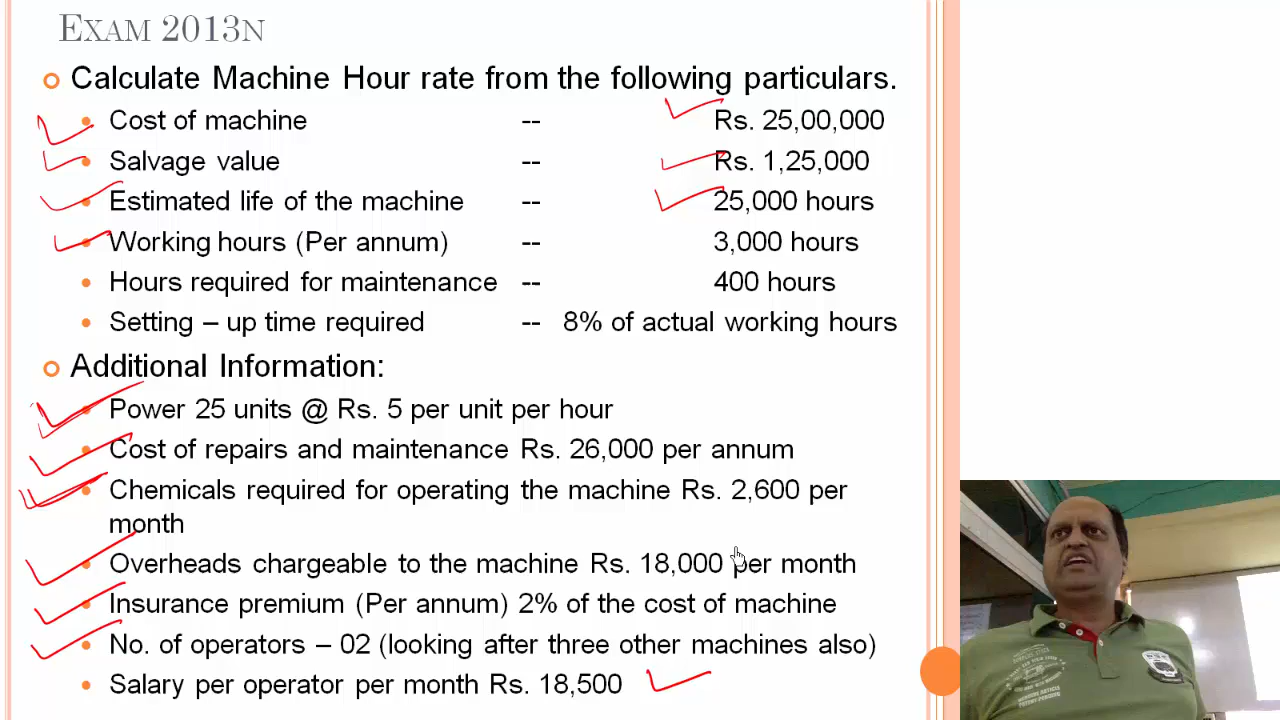 EXAM 2013N
Calculate Machine Hour rate from the following particulars.
Cost of machine -- Rs. 25,00,000
Salvage value -- Rs. 1,25,000
Estimated life of the machine -- 25,000 hours
Working hours (Per annum) -- 3,000 hours
Hours required for maintenance -- 400 hours
Setting – up time required -- 8% of actual working hours
Additional Information:
Power 25 units @ Rs. 5 per unit per hour
Cost of repairs and maintenance Rs. 26,000 per annum
Chemicals required for operating the machine Rs. 2,600 per
month
Overheads chargeable to the machine Rs. 18,000 per month
Insurance premium (Per annum) 2% of the cost of machine
No. of operators – 02 (looking after three other machines also)
Salary per operator per month Rs. 18,500